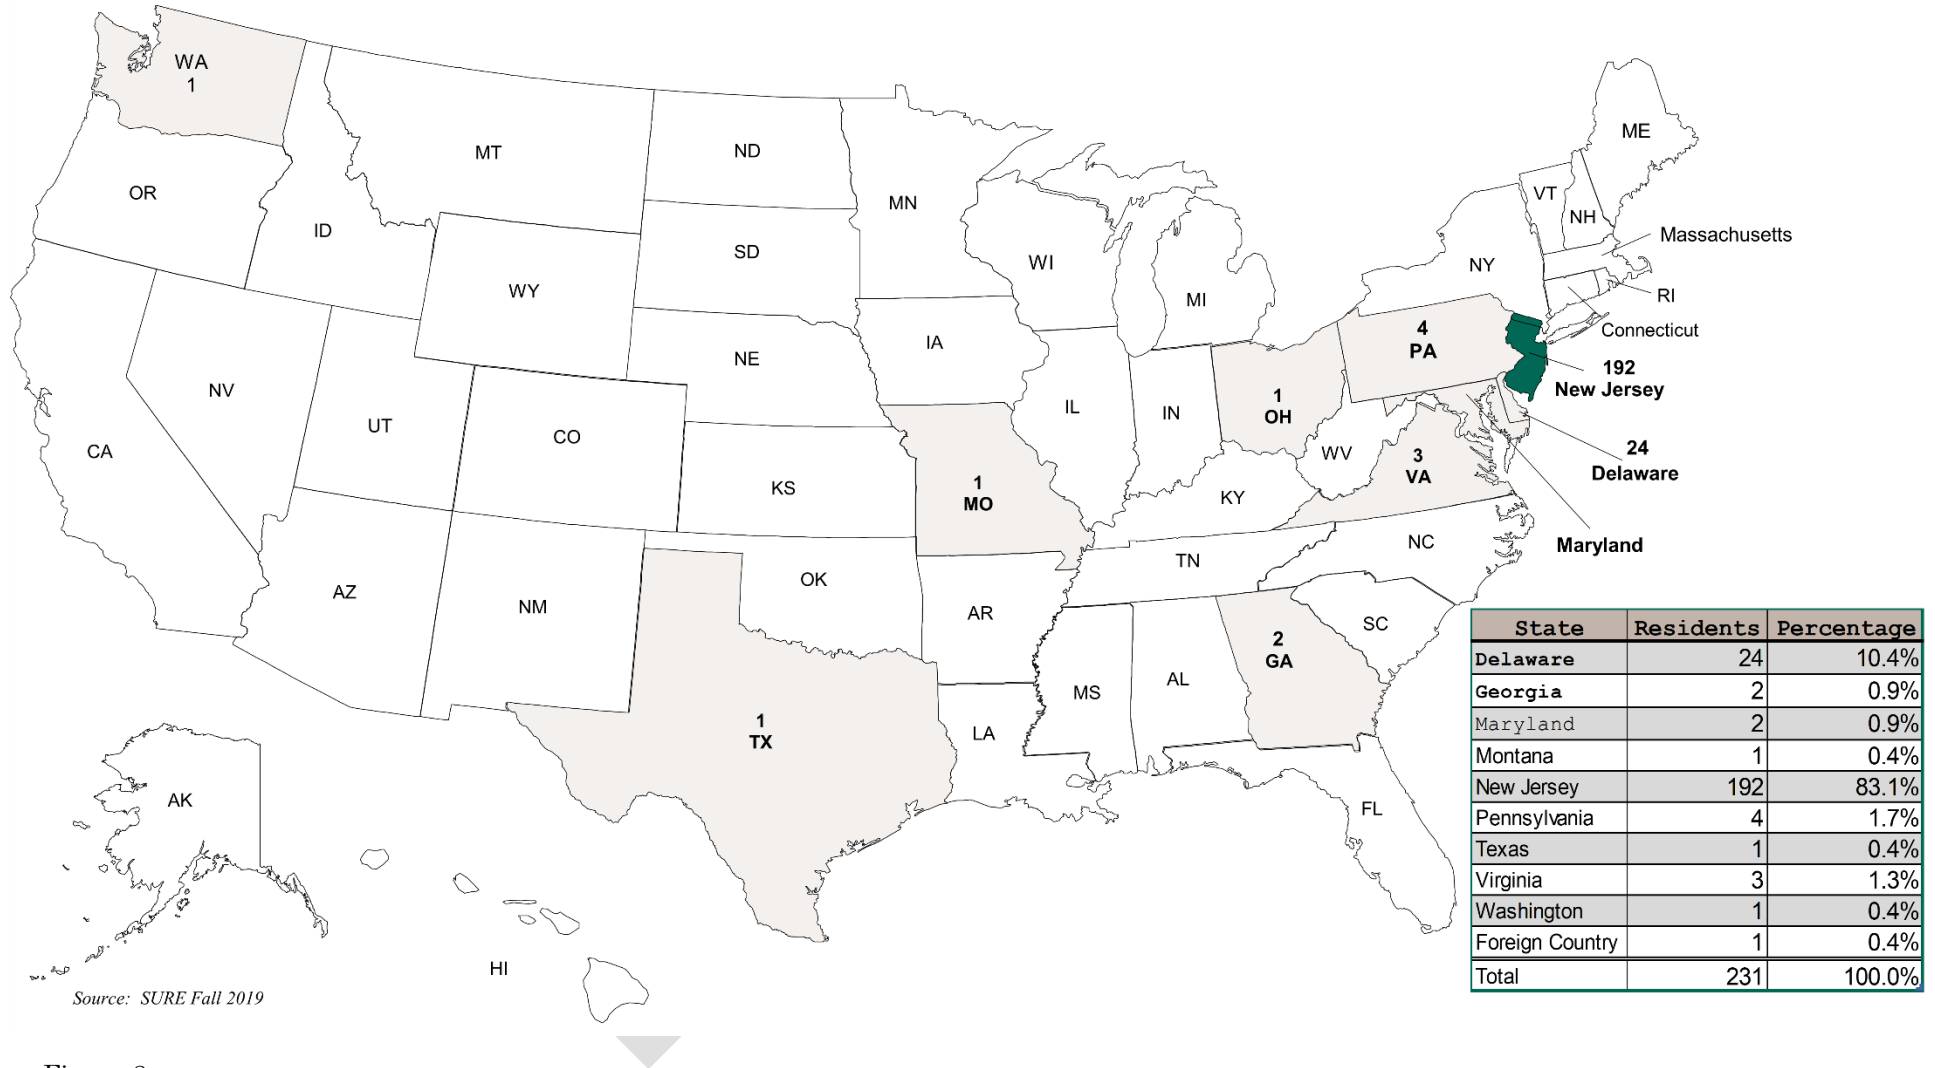 WA
1
MT
ND
MN
OR
ID
SD
WI
MI
WY
ME
VT
NH
NY
Massachusetts
RI
Connecticut
IA
NE
4
PA
192
New Jersey
NV
UT
CO
CA
IL
IN
1
OH
WV
3
VA
24
Delaware
KS
1
MO
KY
Maryland
AZ
NM
OK
AR
TN
NC
SC
2
GA
MS
AL
LA
1
TX
FL
AK
HI
State Residents Percentage
Delaware 24 10.4%
Georgia 2 0.9%
Maryland 2 0.9%
Montana 1 0.4%
New Jersey 192 83.1%
Pennsylvania 4 1.7%
Texas 1 0.4%
Virginia 3 1.3%
Washington 1 0.4%
Foreign Country 1 0.4%
Total 231 100.0%
Source: SURE Fall 2019